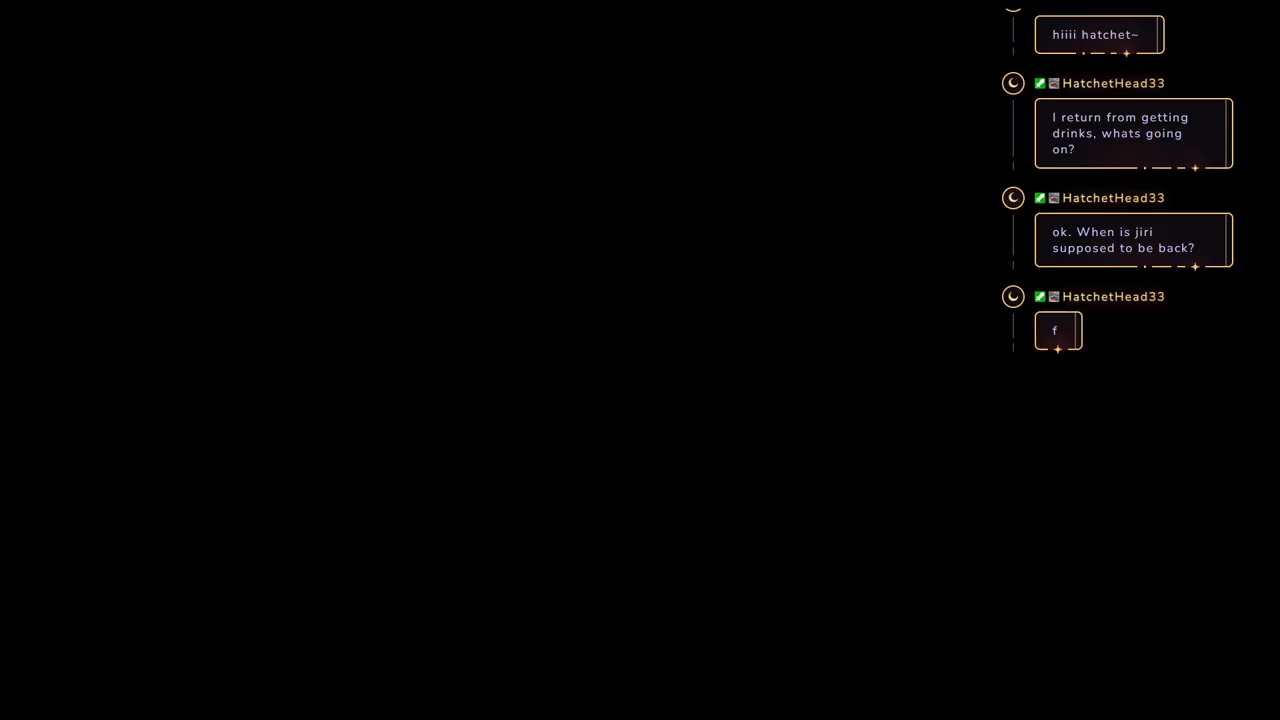 hiiii hatchet~
HatchetHead33
I return from getting
drinks, whats going
on?
HatchetHead33
ok. When is jiri
supposed to be back?
HatchetHead33
f